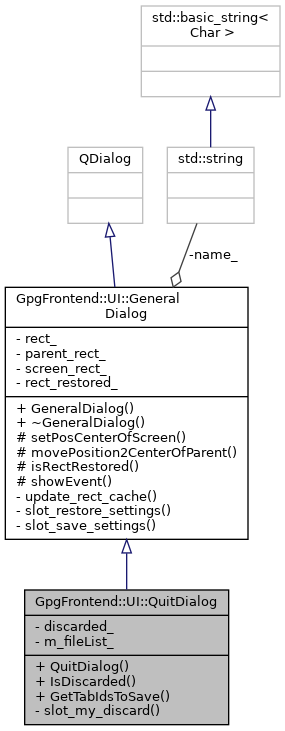 std::basic_string<
Char >
QDialog
std::string
-name_
GpgFrontend::UI::General
Dialog
- rect_
- parent_rect_
- screen_rect_
- rect_restored_
+ GeneralDialog()
+ ~GeneralDialog()
# setPosCenterOfScreen()
# movePosition2CenterOfParent()
# isRectRestored()
# showEvent()
- update_rect_cache()
- slot_restore_settings()
- slot_save_settings()
GpgFrontend::UI::QuitDialog
- discarded_
- m_fileList_
+ QuitDialog()
+ IsDiscarded()
+ GetTabIdsToSave()
- slot_my_discard()